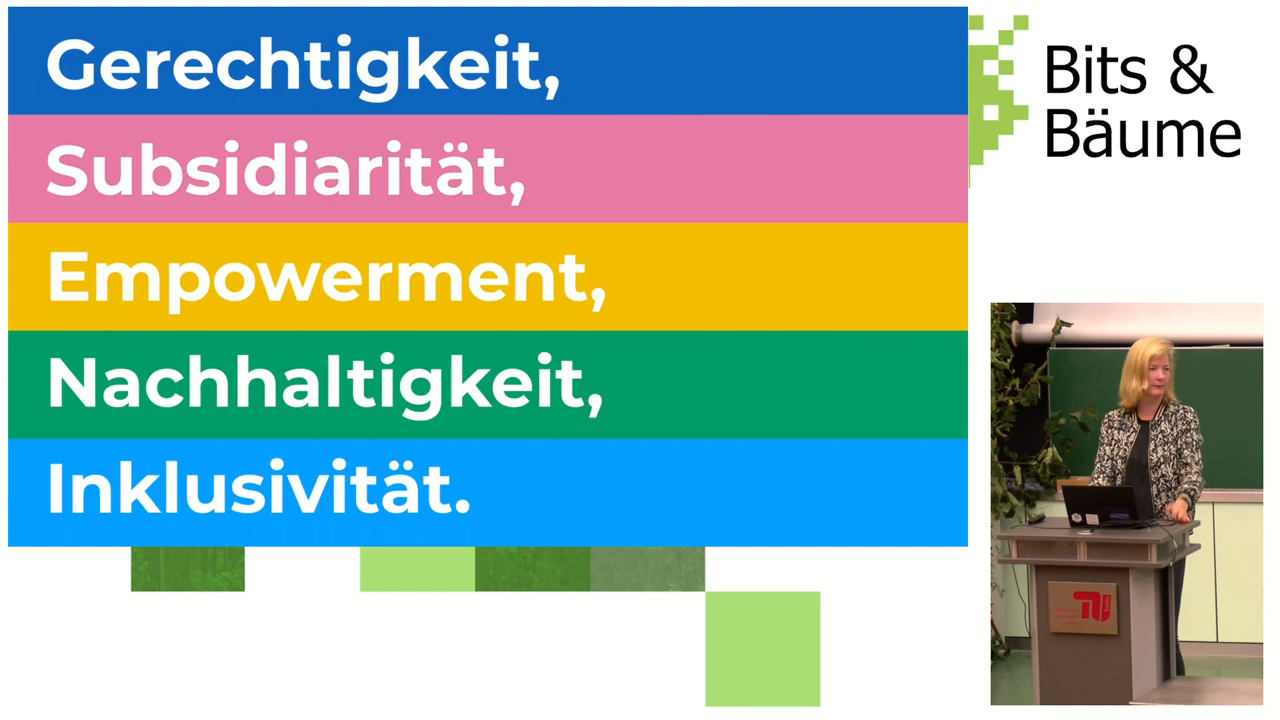 Gerechtigkeit,
Subsidiarität,
Empowerment,
Nachhaltigkeit,
Inklusivität.
Bits &
Bäume